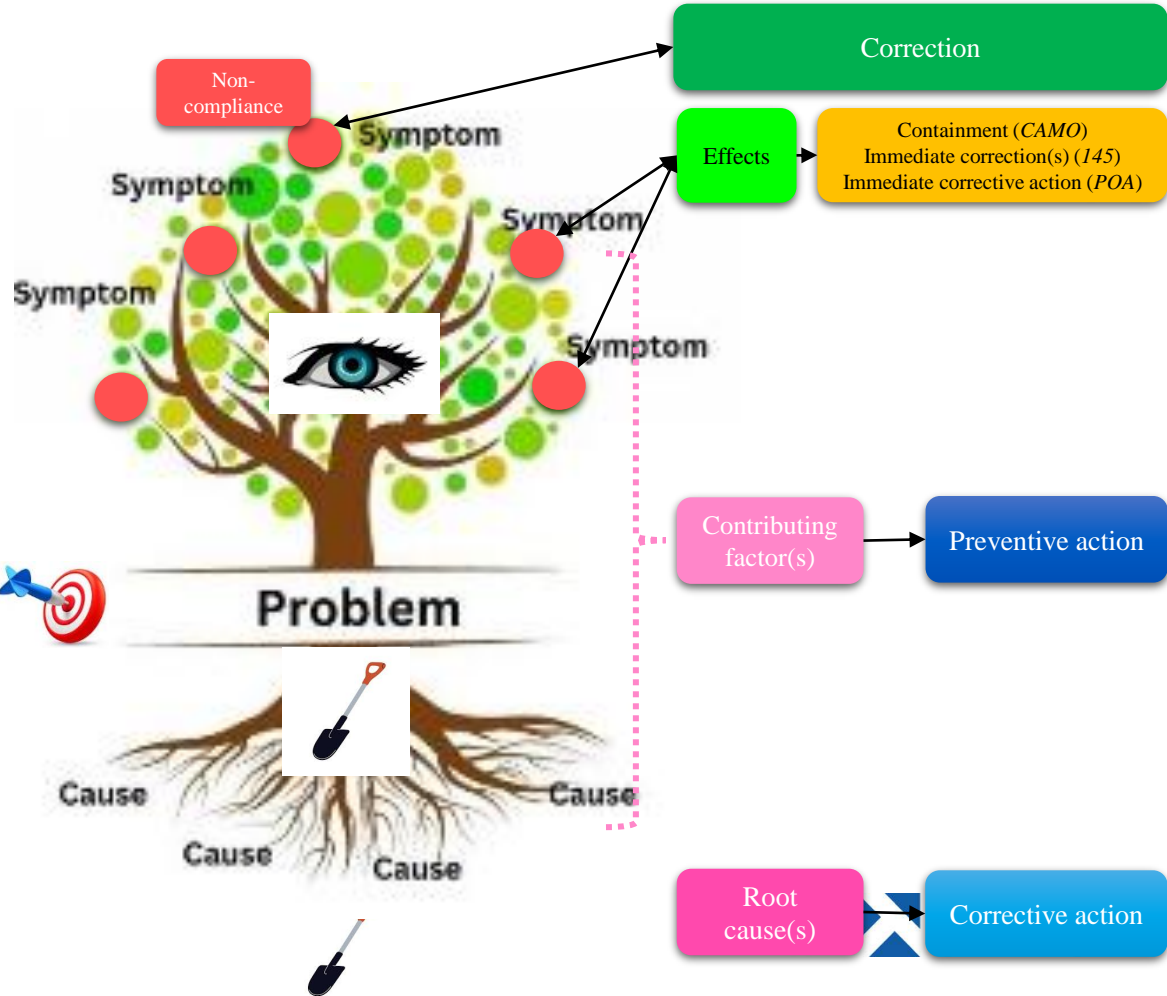 Correction
Non-
compliance
Symptom
Effects
Containment (CAMO)
Immediate correction(s) (145)
Immediate corrective action (POA)
Symptom
Symptom
Symptom
Symptom
Contributing
factor(s)
Preventive action
Problem
Cause
Cause
Cause
Cause
Root
cause(s)
Corrective action